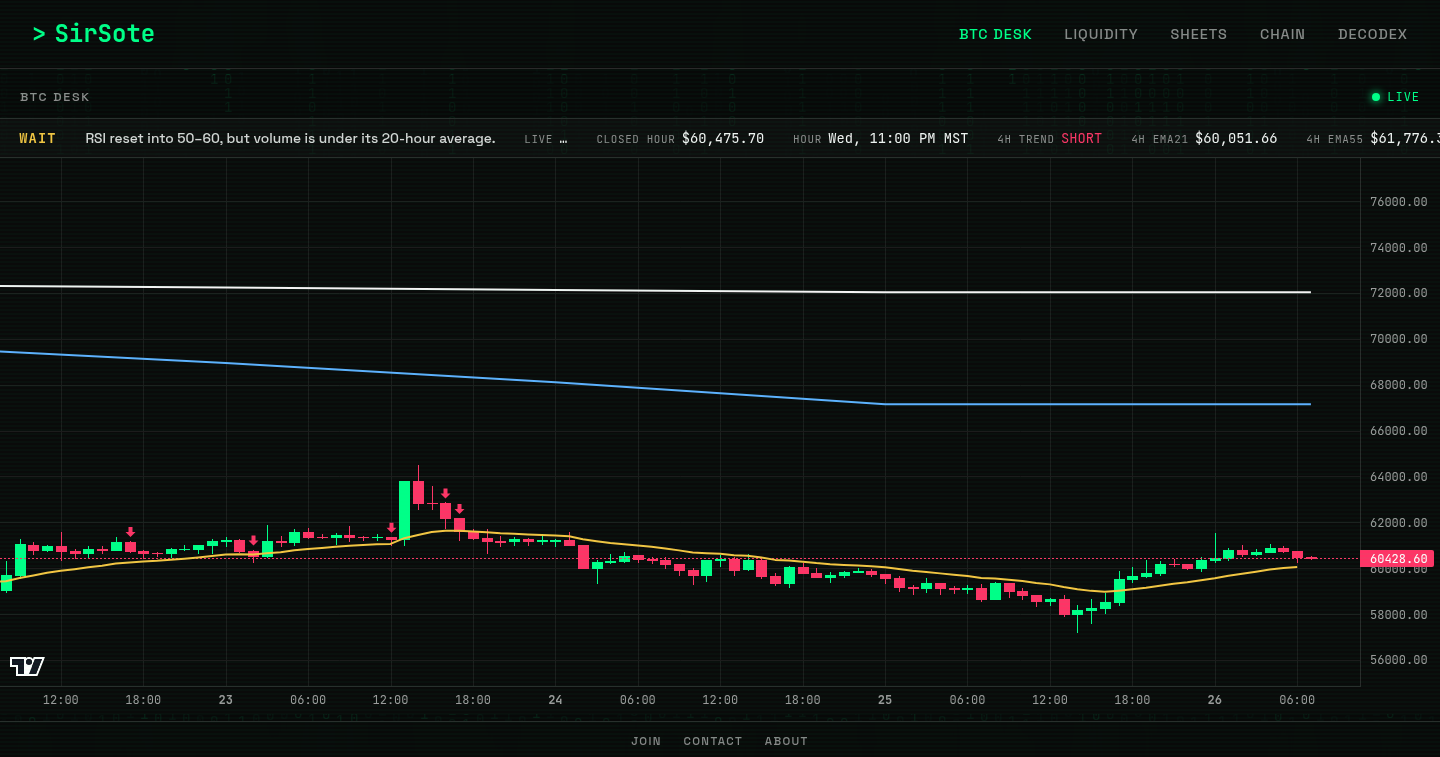 > SirSote
BTC DESK LIQUIDITY SHEETS CHAIN DECODEX
BTC DESK
LIVE
WAIT RSI reset into 50–60, but volume is under its 20-hour average. LIVE … CLOSED HOUR $60,475.70 HOUR Wed, 11:00 PM MST 4H TREND SHORT 4H EMA21 $60,051.66 4H EMA55 $61,776.3
76000.00
74000.00
72000.00
70000.00
68000.00
66000.00
64000.00
62000.00
60428.60
60000.00
58000.00
56000.00
12:00 18:00 23 06:00 12:00 18:00 24 06:00 12:00 18:00 25 06:00 12:00 18:00 26 06:00
JOIN CONTACT ABOUT